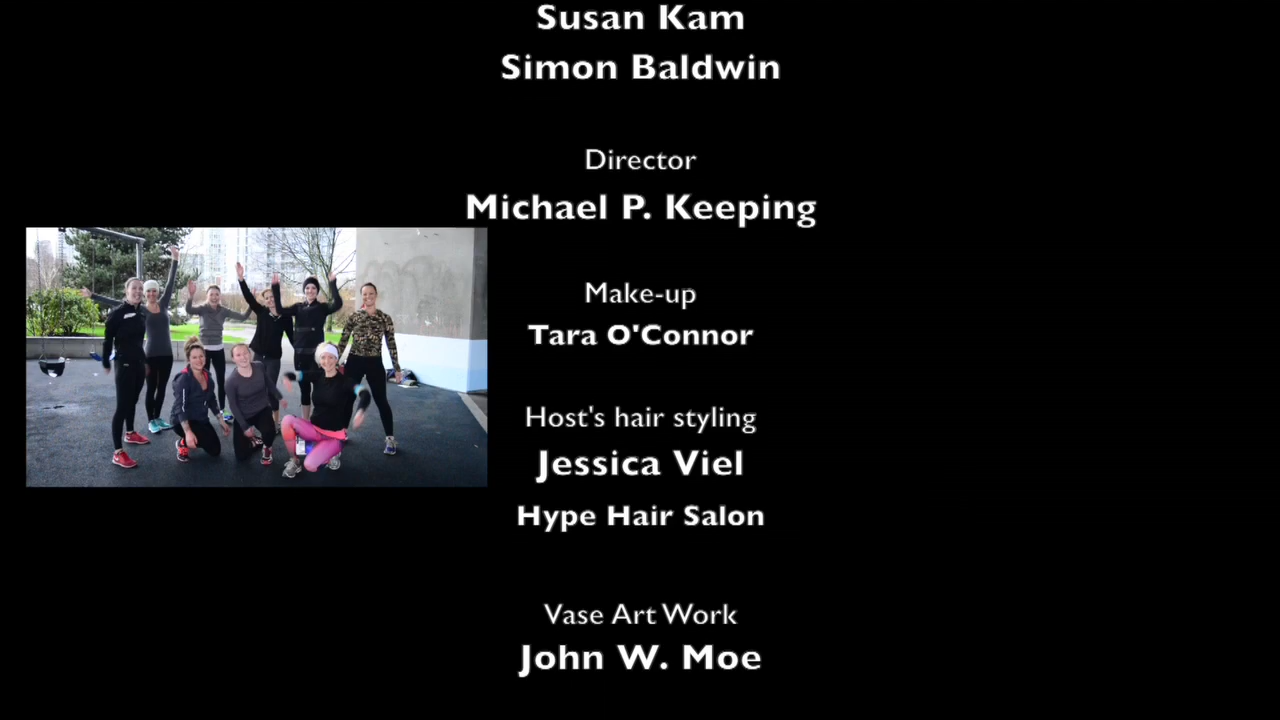 Susan Kam
Simon Baldwin
Director
Michael P. Keeping
Make-up
Tara O'Connor
Host's hair styling
Jessica Viel
Hype Hair Salon
Vase Art Work
John W. Moe